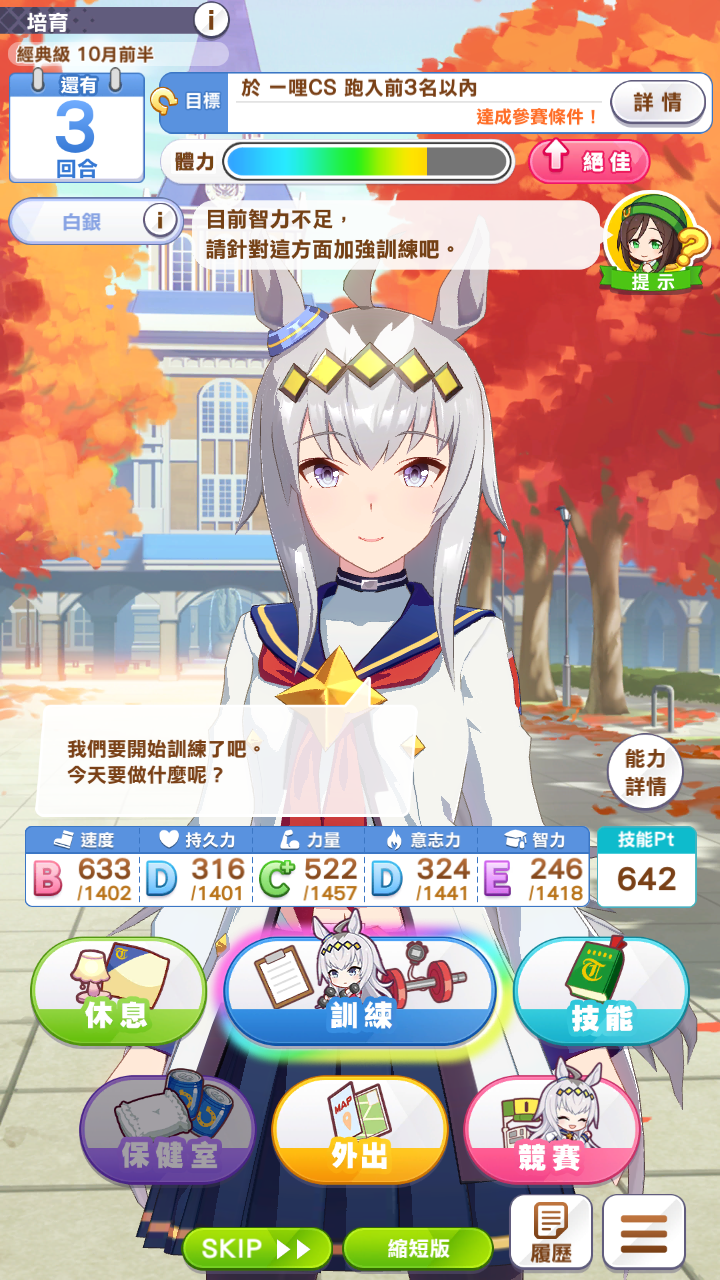 培育
i
經典級 10月前半
還有
3
回合
目標
於 一哩CS 跑入前3名以內
達成參賽條件！
詳情
體力
絕佳
白銀
i
目前智力不足，
請針對這方面加強訓練吧。
提示
我們要開始訓練了吧。
今天要做什麼呢？
能力
詳情
速度 持久力 力量 意志力 智力 技能Pt
B 633 D 316 C+ 522 D 324 E 246 642
/1402 /1401 /1457 /1441 /1418
休息
訓練
技能
MAP
保健室
外出
競賽
SKIP
縮短版
履歷